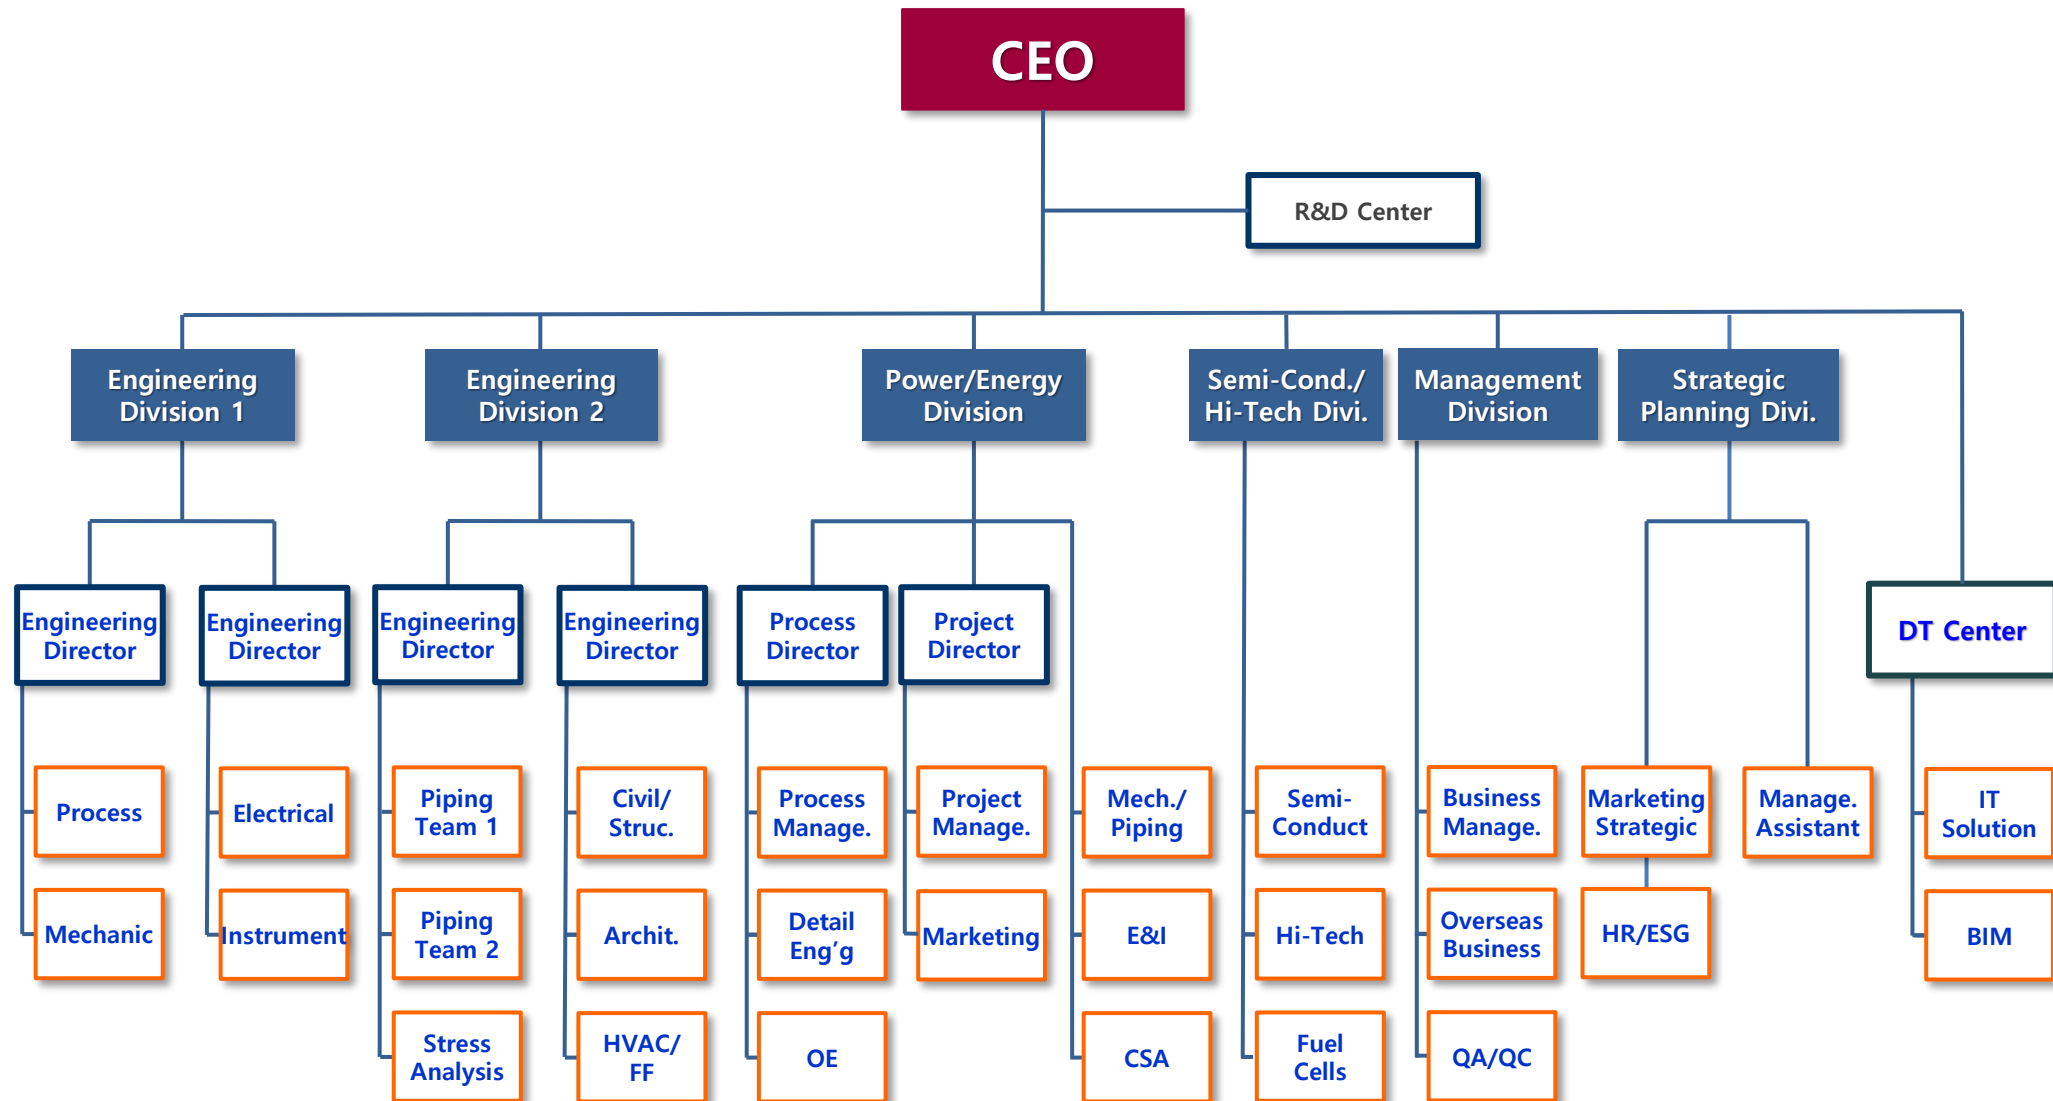 CEO
R&D Center
Engineering
Division 1
Engineering
Division 2
Power/Energy
Division
Semi-Cond./
Hi-Tech Divi.
Management
Division
Strategic
Planning Divi.
Engineering
Director
Engineering
Director
Engineering
Director
Engineering
Director
Process
Director
Project
Director
DT Center
Process
Electrical
Piping
Team 1
Civil/
Struc.
Process
Manage.
Project
Manage.
Mech./
Piping
Semi-
Conduct
Business
Manage.
Marketing
Strategic
Manage.
Assistant
IT
Solution
Mechanic
Instrument
Piping
Team 2
Archit.
Detail
Eng’g
Marketing
E&I
Hi-Tech
Overseas
Business
HR/ESG
BIM
Stress
Analysis
HVAC/
FF
OE
CSA
Fuel
Cells
QA/QC